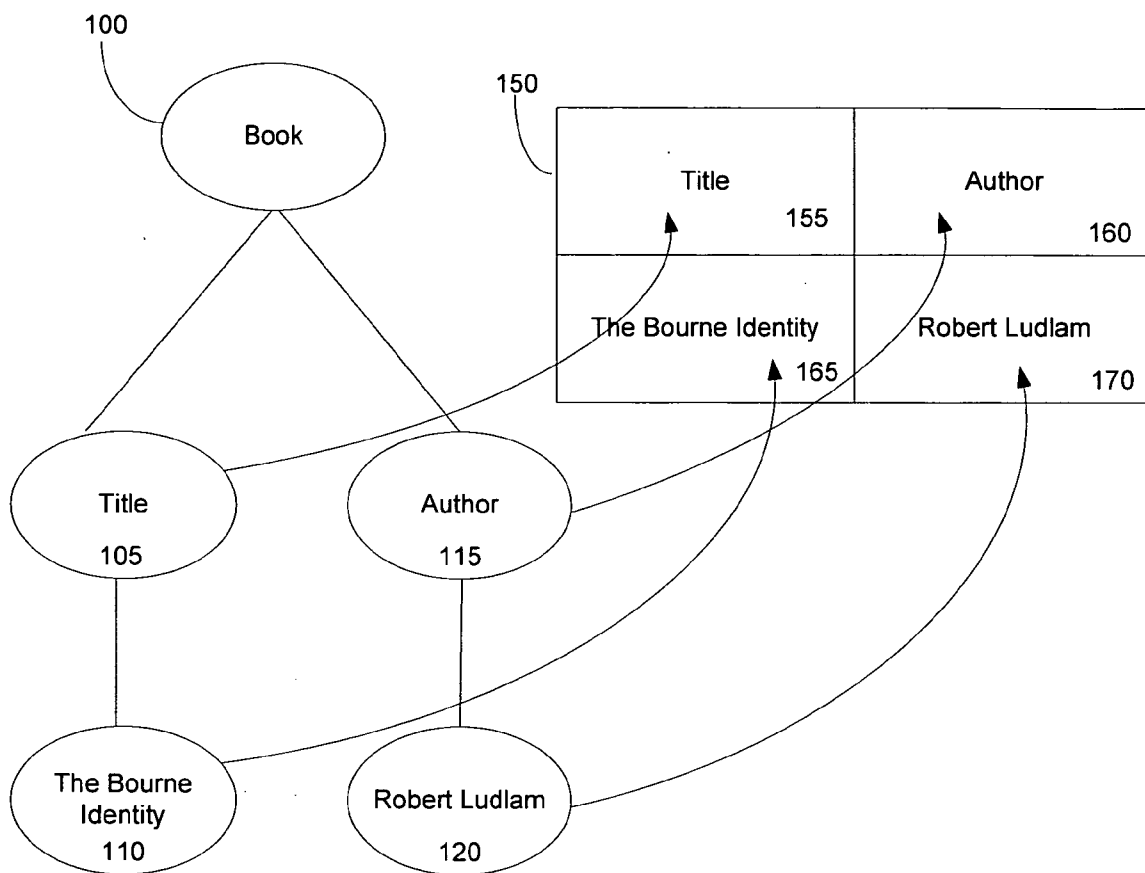 100
Book
150
Title
155
Author
160
The Bourne Identity
165
Robert Ludlam
170
Title
105
Author
115
The Bourne
Identity
110
Robert Ludlam
120